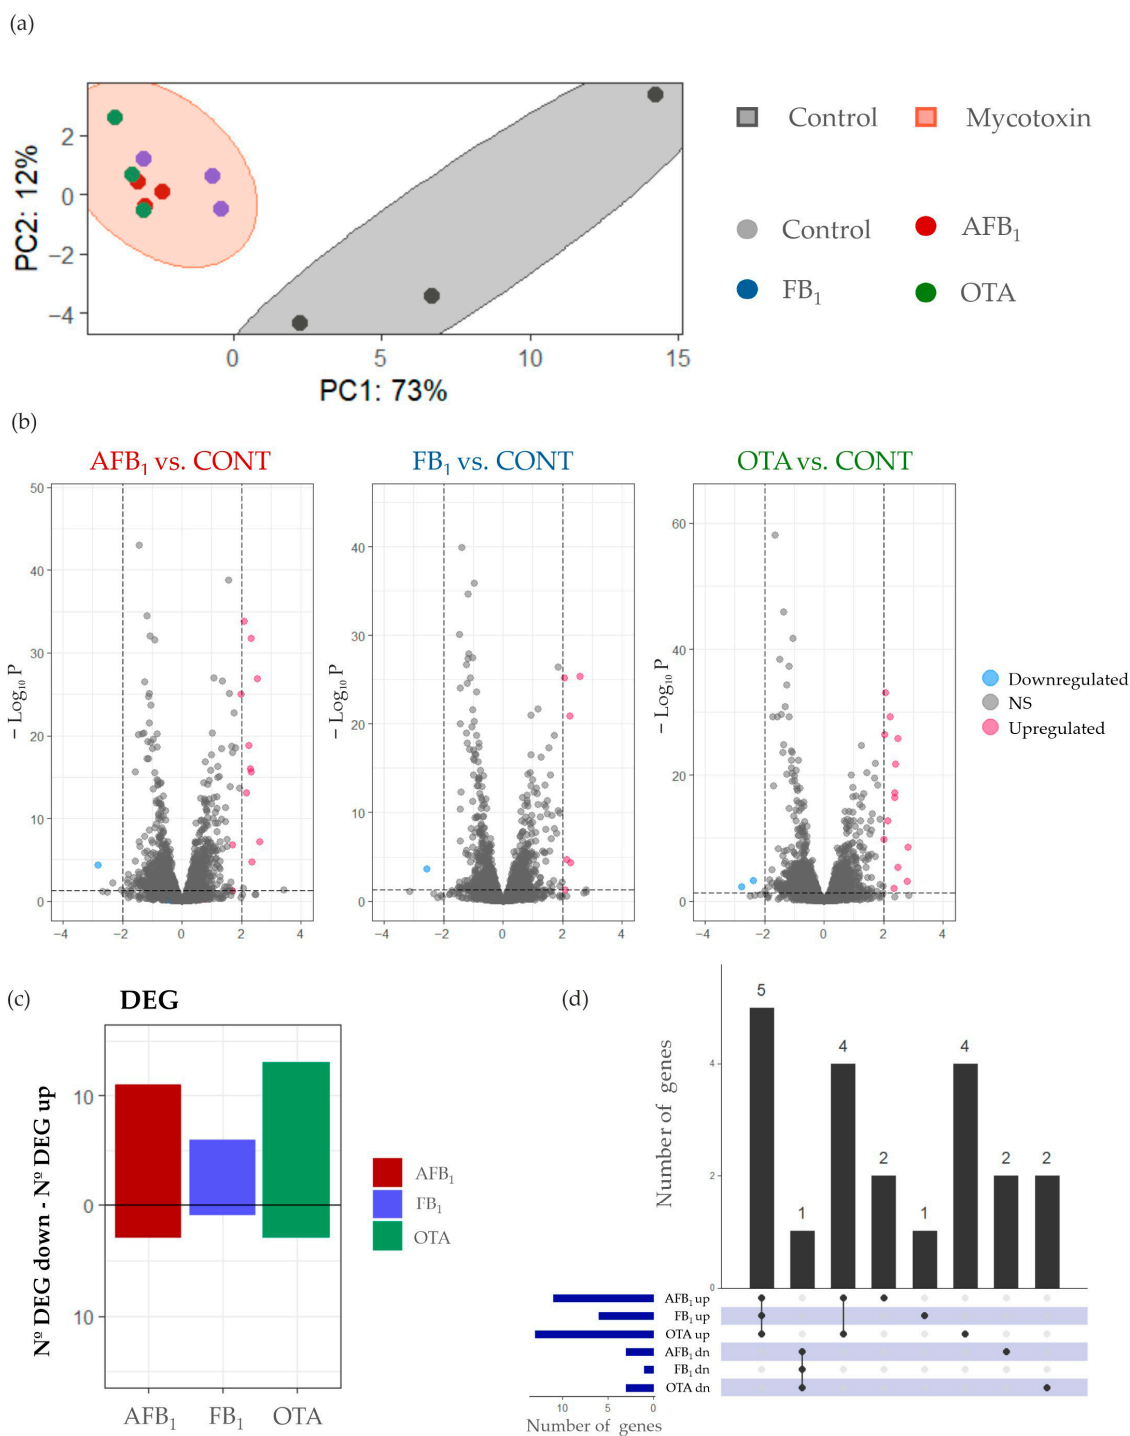 (a)
2
0
−2
−4
PC2: 12%
0 5 10 15
PC1: 73%
Control Mycotoxin
Control AFB1
FB1 OTA
(b)
AFB1 vs. CONT FB1 vs. CONT OTA vs. CONT
50
40
30
20
10
0
− Log10 P
−4 −2 0 2 4
40
30
20
10
0
− Log10 P
−4 −2 0 2 4
60
40
20
0
− Log10 P
−4 −2 0 2 4
Downregulated
NS
Upregulated
(c)
DEG
10
0
10
Nº DEG down - Nº DEG up
AFB1 FB1 OTA
AFB1
FB1
OTA
(d)
5
4
4
2
1
2
2
1
4
2
0
Number of genes
AFB1 up
FB1 up
OTA up
AFB1 dn
FB1 dn
OTA dn
10 5 0
Number of genes